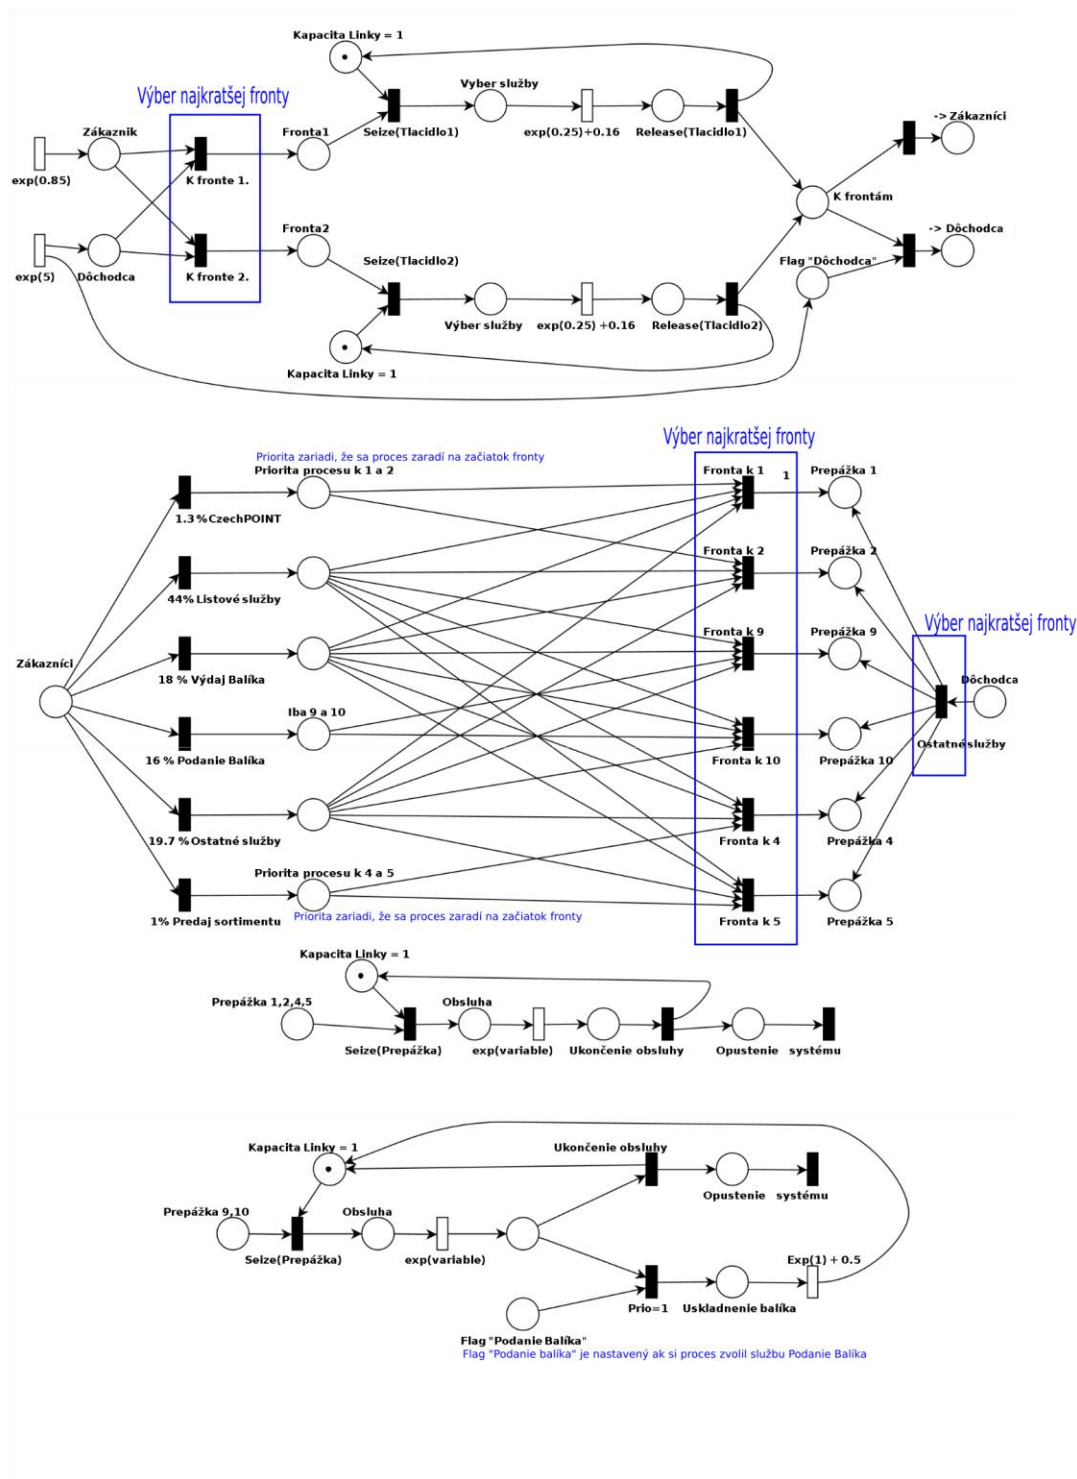 Kapacita Linky = 1
Výber najkratšej fronty
Vyber služby
Zákaznik
Fronta1
Seize(Tlacidlo1)
exp(0.25)+0.16
Release(Tlacidlo1)
-> Zákazníci
exp(0.85)
K fronte 1.
K frontám
Fronta2
-> Dôchodca
Seize(Tlacidlo2)
Flag "Dôchodca"
exp(5)
Dôchodca
K fronte 2.
Výber služby
exp(0.25) +0.16
Release(Tlacidlo2)
Kapacita Linky = 1
Výber najkratšej fronty
Priorita zariadi, že sa proces zaradí na začiatok fronty
Priorita procesu k 1 a 2
Fronta k 1
1
Prepážka 1
1.3 %CzechPOINT
Fronta k 2
Prepážka 2
44% Listové služby
Výber najkratšej fronty
Fronta k 9
Prepážka 9
Zákazníci
18 % Výdaj Balíka
Dôchodca
Iba 9 a 10
Ostatné služby
16 % Podanie Balíka
Fronta k 10
Prepážka 10
19.7 %Ostatné služby
Fronta k 4
Prepážka 4
Priorita procesu k 4 a 5
1% Predaj sortimentu
Priorita zariadi, že sa proces zaradí na začiatok fronty
Fronta k 5
Prepážka 5
Kapacita Linky = 1
Prepážka 1,2,4,5
Obsluha
Seize(Prepážka)
exp(variable)
Ukončenie obsluhy
Opustenie systému
Kapacita Linky = 1
Ukončenie obsluhy
Opustenie systému
Prepážka 9,10
Obsluha
Seize(Prepážka)
exp(variable)
Exp(1) + 0.5
Prio=1
Uskladnenie balíka
Flag "Podanie Balíka"
Flag "Podanie balíka" je nastavený ak si proces zvolil službu Podanie Balíka